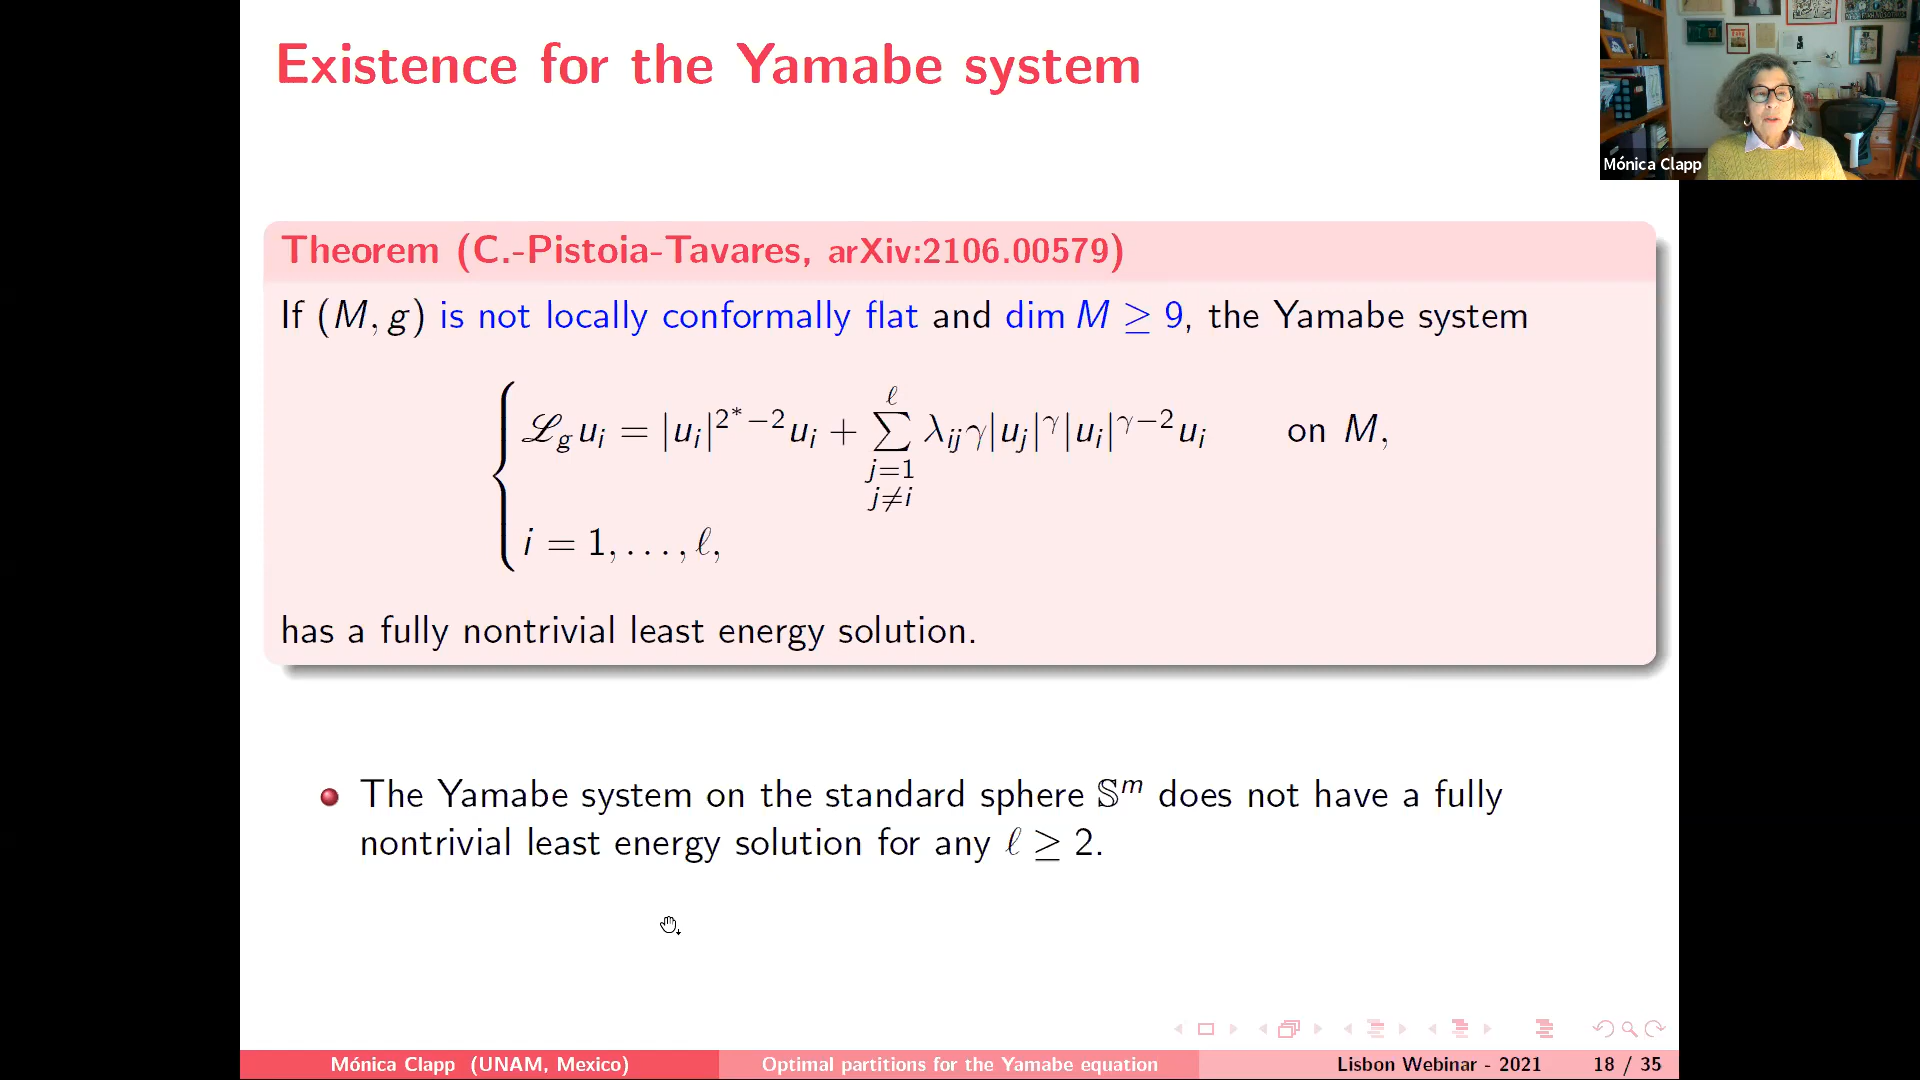 Existence for the Yamabe system
Mónica Clapp
Theorem (C.-Pistoia-Tavares, arXiv:2106.00579)
If (M, g) is not locally conformally flat and dim M ≥ 9, the Yamabe system
ℒ_g u_i = |u_i|^{2^*−2} u_i + ∑_{j=1, j≠i}^{ℓ} λ_{ij} γ|u_j|^γ |u_i|^{γ−2} u_i on M,
i = 1, . . . , ℓ,
has a fully nontrivial least energy solution.
The Yamabe system on the standard sphere 𝕊^m does not have a fully
nontrivial least energy solution for any ℓ ≥ 2.
Mónica Clapp (UNAM, Mexico) Optimal partitions for the Yamabe equation Lisbon Webinar - 2021 18 / 35